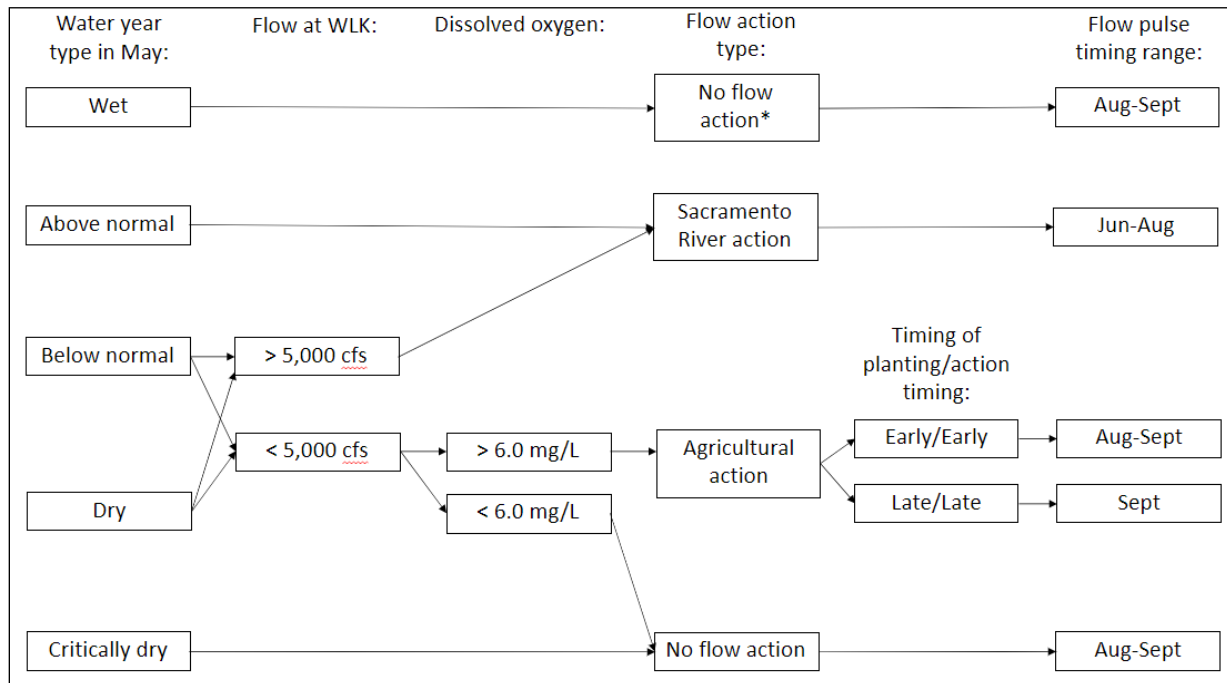 Water year
type in May:
Flow at WLK:
Dissolved oxygen:
Flow action
type:
Flow pulse
timing range:
Wet
No flow
action*
Aug-Sept
Above normal
Sacramento
River action
Jun-Aug
Below normal
> 5,000 cfs
Timing of
planting/action
timing:
< 5,000 cfs
> 6.0 mg/L
Agricultural
action
Early/Early
Aug-Sept
Dry
< 6.0 mg/L
Late/Late
Sept
Critically dry
No flow action
Aug-Sept